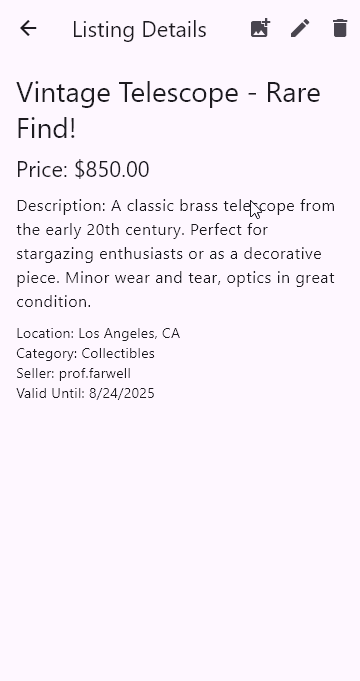 Listing Details
Vintage Telescope - Rare
Find!
Price: $850.00
Description: A classic brass telescope from
the early 20th century. Perfect for
stargazing enthusiasts or as a decorative
piece. Minor wear and tear, optics in great
condition.
Location: Los Angeles, CA
Category: Collectibles
Seller: prof.farwell
Valid Until: 8/24/2025